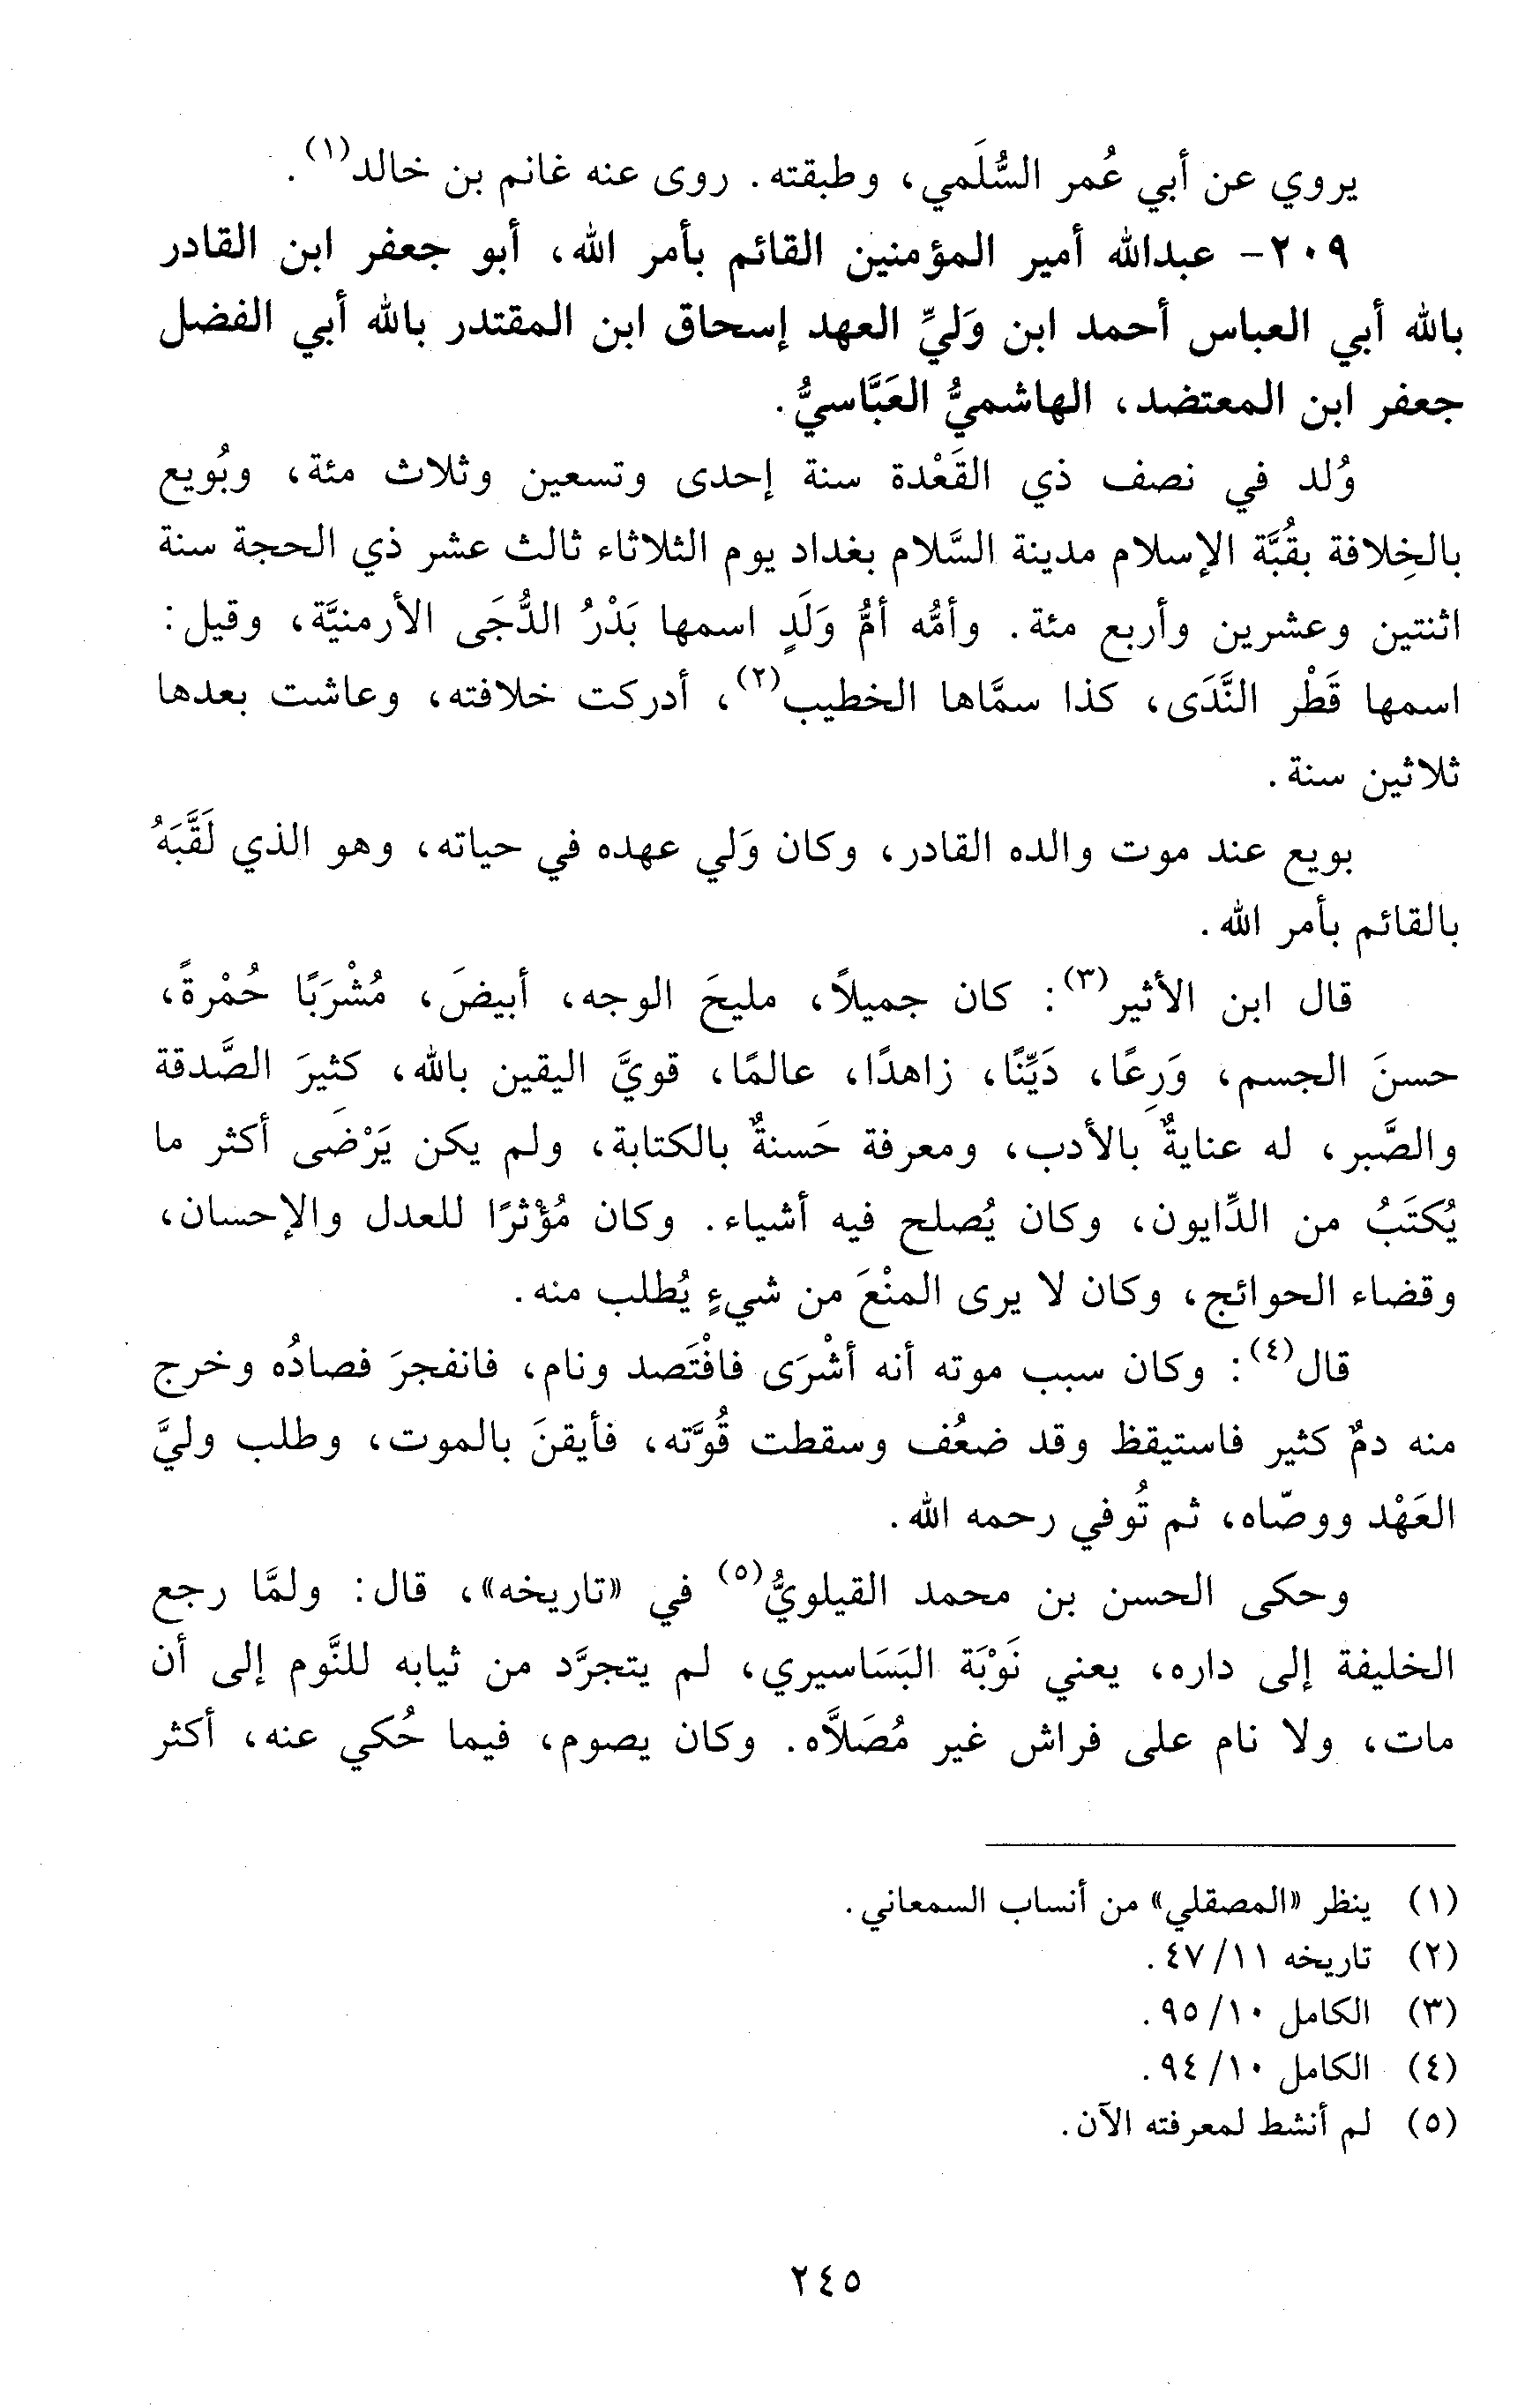 يروي عن أبي عُمر السُّلَمي، وطبقته. روى عنه غانم بن خالد(١).
٢٠٩- عبدالله أمير المؤمنين القائم بأمر الله، أبو جعفر ابن القادر
بالله أبي العباس أحمد ابن وَليِّ العهد إسحاق ابن المقتدر بالله أبي الفضل
جعفر ابن المعتضد، الهاشميُّ العَبَّاسيُّ.
وُلد في نصف ذي القَعْدة سنة إحدى وتسعين وثلاث مئة، وبُويع
بالخِلافة بقُبَّة الإسلام مدينة السَّلام بغداد يوم الثلاثاء ثالث عشر ذي الحجة سنة
اثنتين وعشرين وأربع مئة. وأمُّه أمُّ وَلَدٍ اسمها بَدْرُ الدُّجَى الأرمنيَّة، وقيل:
اسمها قَطْر النَّدَى، كذا سمَّاها الخطيب(٢)، أدركت خلافته، وعاشت بعدها
ثلاثين سنة.
بويع عند موت والده القادر، وكان وَلي عهده في حياته، وهو الذي لَقَّبَهُ
بالقائم بأمر الله.
قال ابن الأثير(٣): كان جميلاً، مليحَ الوجه، أبيضَ، مُشْرَبًا حُمْرةً،
حسنَ الجسم، وَرِعًا، دَيِّنًا، زاهدًا، عالمًا، قويَّ اليقين بالله، كثيرَ الصَّدقة
والصَّبر، له عنايةٌ بالأدب، ومعرفة حَسنةٌ بالكتابة، ولم يكن يَرْضَى أكثر ما
يُكتَبُ من الدِّايون، وكان يُصلح فيه أشياء. وكان مُؤْثرًا للعدل والإحسان،
وقضاء الحوائج، وكان لا يرى المنْعَ من شيءٍ يُطلب منه.
قال(٤): وكان سبب موته أنه أشْرَى فافْتَصد ونام، فانفجرَ فصادُه وخرج
منه دمٌ كثير فاستيقظ وقد ضعُف وسقطت قُوَّته، فأيقنَ بالموت، وطلب وليَّ
العَهْد ووصّاه، ثم تُوفي رحمه الله.
وحكى الحسن بن محمد القيلويُّ(٥) في «تاريخه»، قال: ولمَّا رجع
الخليفة إلى داره، يعني نَوْبَة البَسَاسيري، لم يتجرَّد من ثيابه للنَّوم إلى أن
مات، ولا نام على فراش غير مُصَلاَّه. وكان يصوم، فيما حُكي عنه، أكثر
(١) ينظر «المصقلي» من أنساب السمعاني.
(٢) تاريخه ١١/ ٤٧.
(٣) الكامل ١٠/ ٩٥.
(٤) الكامل ١٠/ ٩٤.
(٥) لم أنشط لمعرفته الآن.
٢٤٥